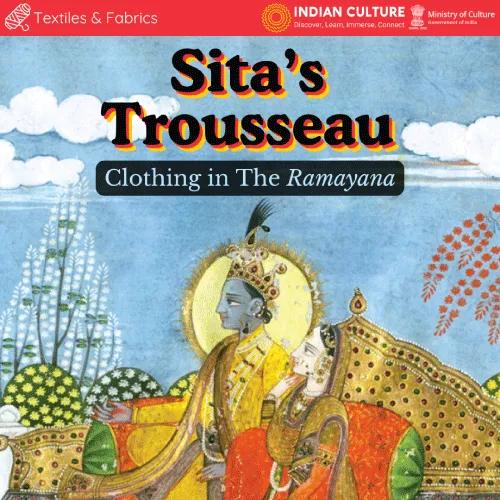 Textiles & Fabrics
INDIAN CULTURE
Discover, Learn, Immerse, Connect
Ministry of Culture
Government of India
Sita's
Trousseau
Clothing in The Ramayana